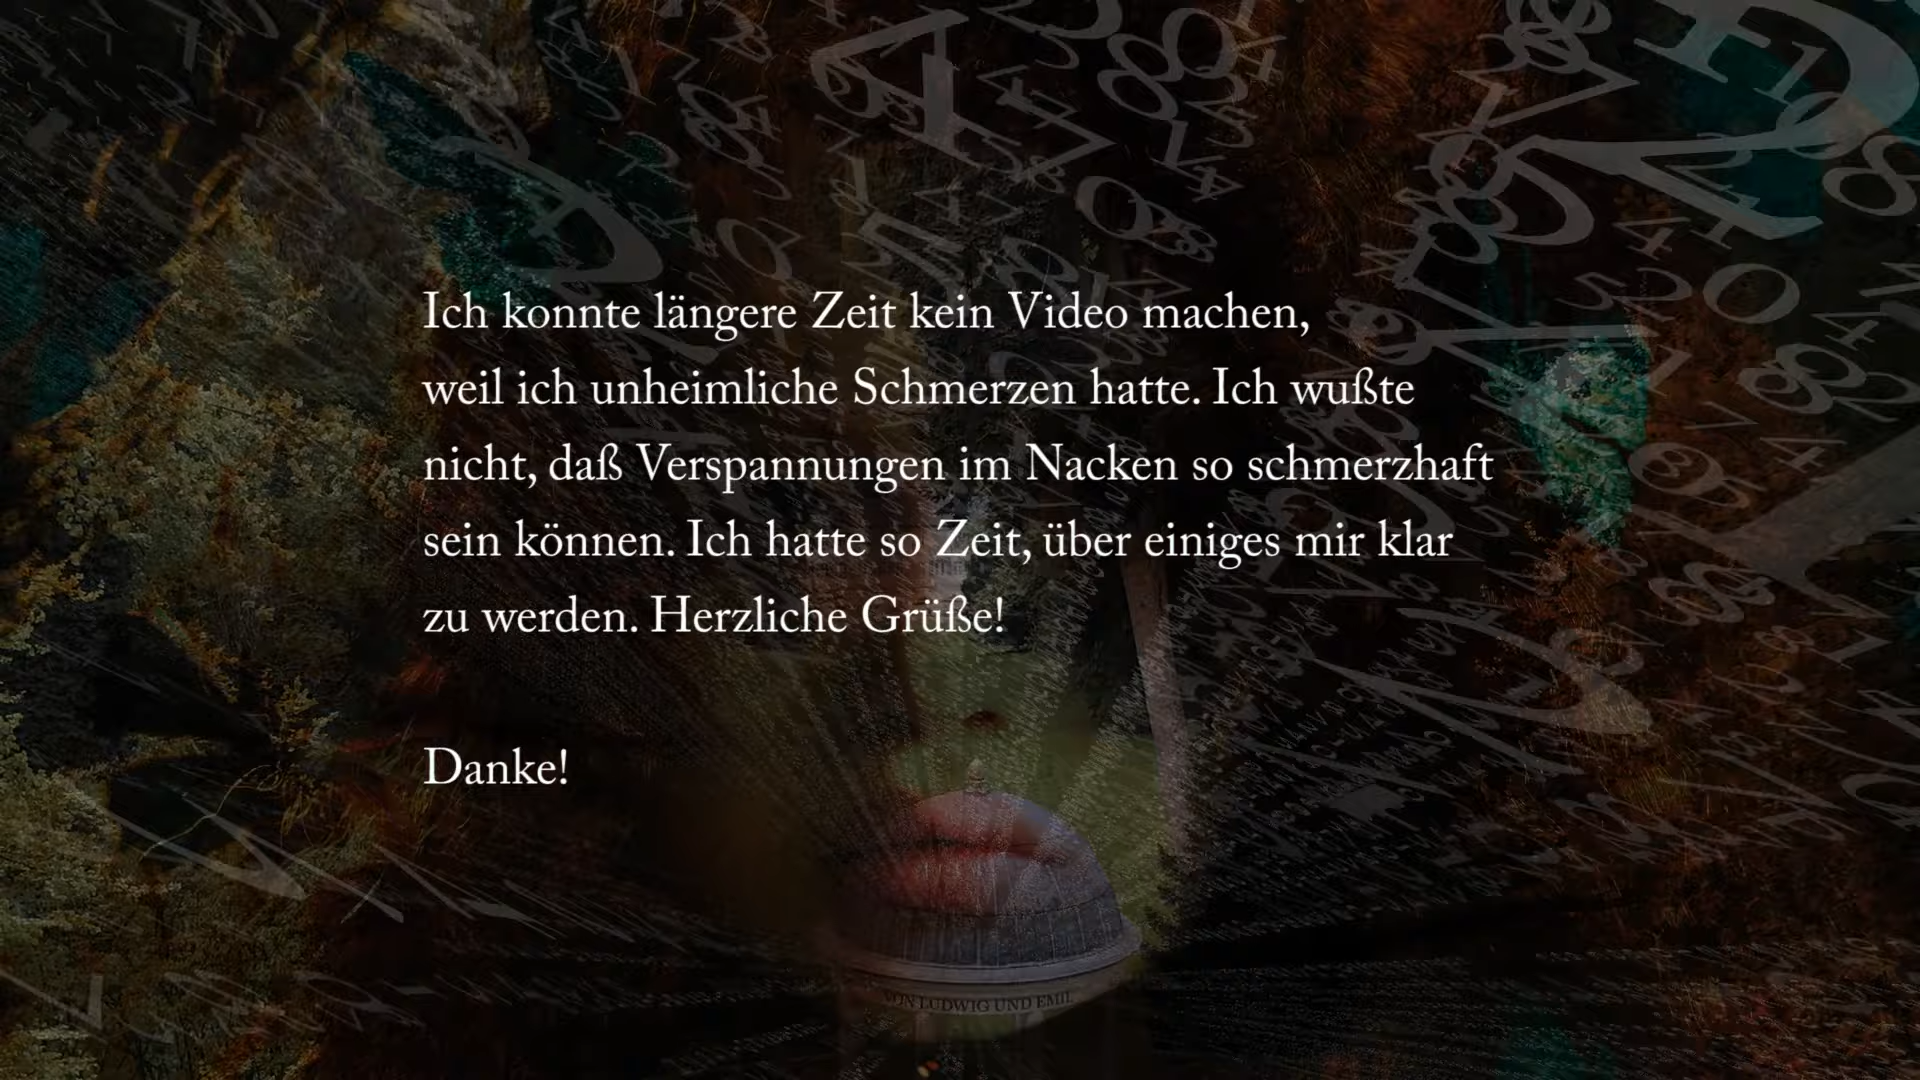 Ich konnte längere Zeit kein Video machen,
weil ich unheimliche Schmerzen hatte. Ich wußte
nicht, daß Verspannungen im Nacken so schmerzhaft
sein können. Ich hatte so Zeit, über einiges mir klar
zu werden. Herzliche Grüße!
Danke!
VON LUDWIG UND EMIL